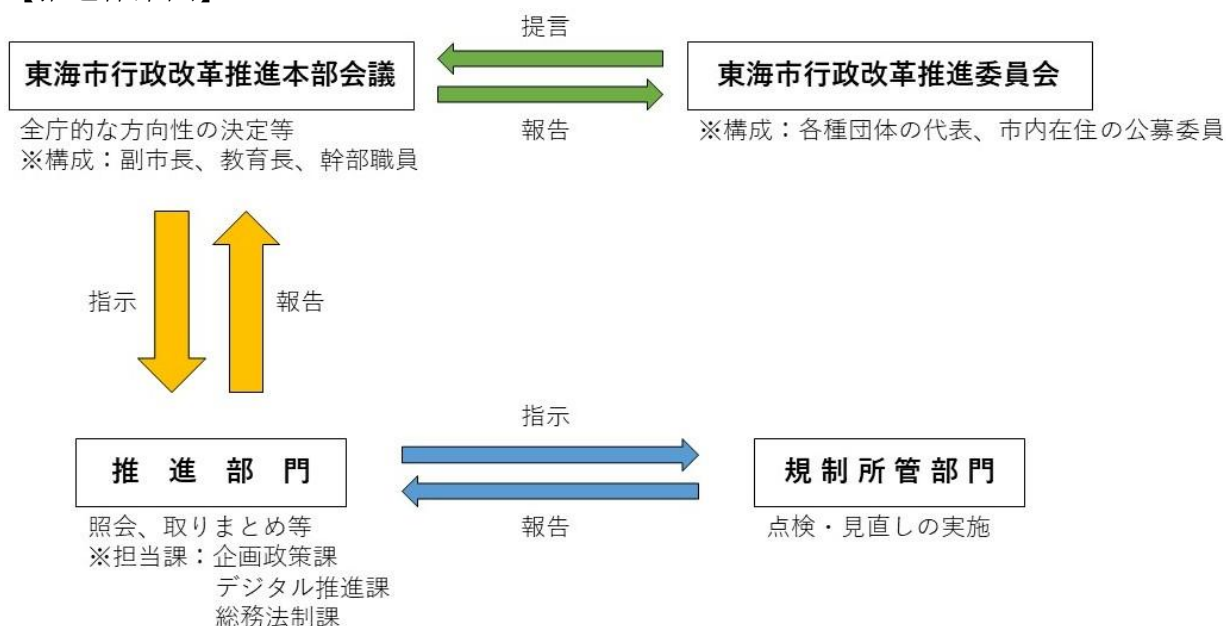 提言
東海市行政改革推進本部会議
東海市行政改革推進委員会
報告
全庁的な方向性の決定等
※構成：副市長、教育長、幹部職員
※構成：各種団体の代表、市内在住の公募委員
指示
報告
指示
推進部門
規制所管部門
報告
照会、取りまとめ等
※担当課：企画政策課
デジタル推進課
総務法制課
点検・見直しの実施